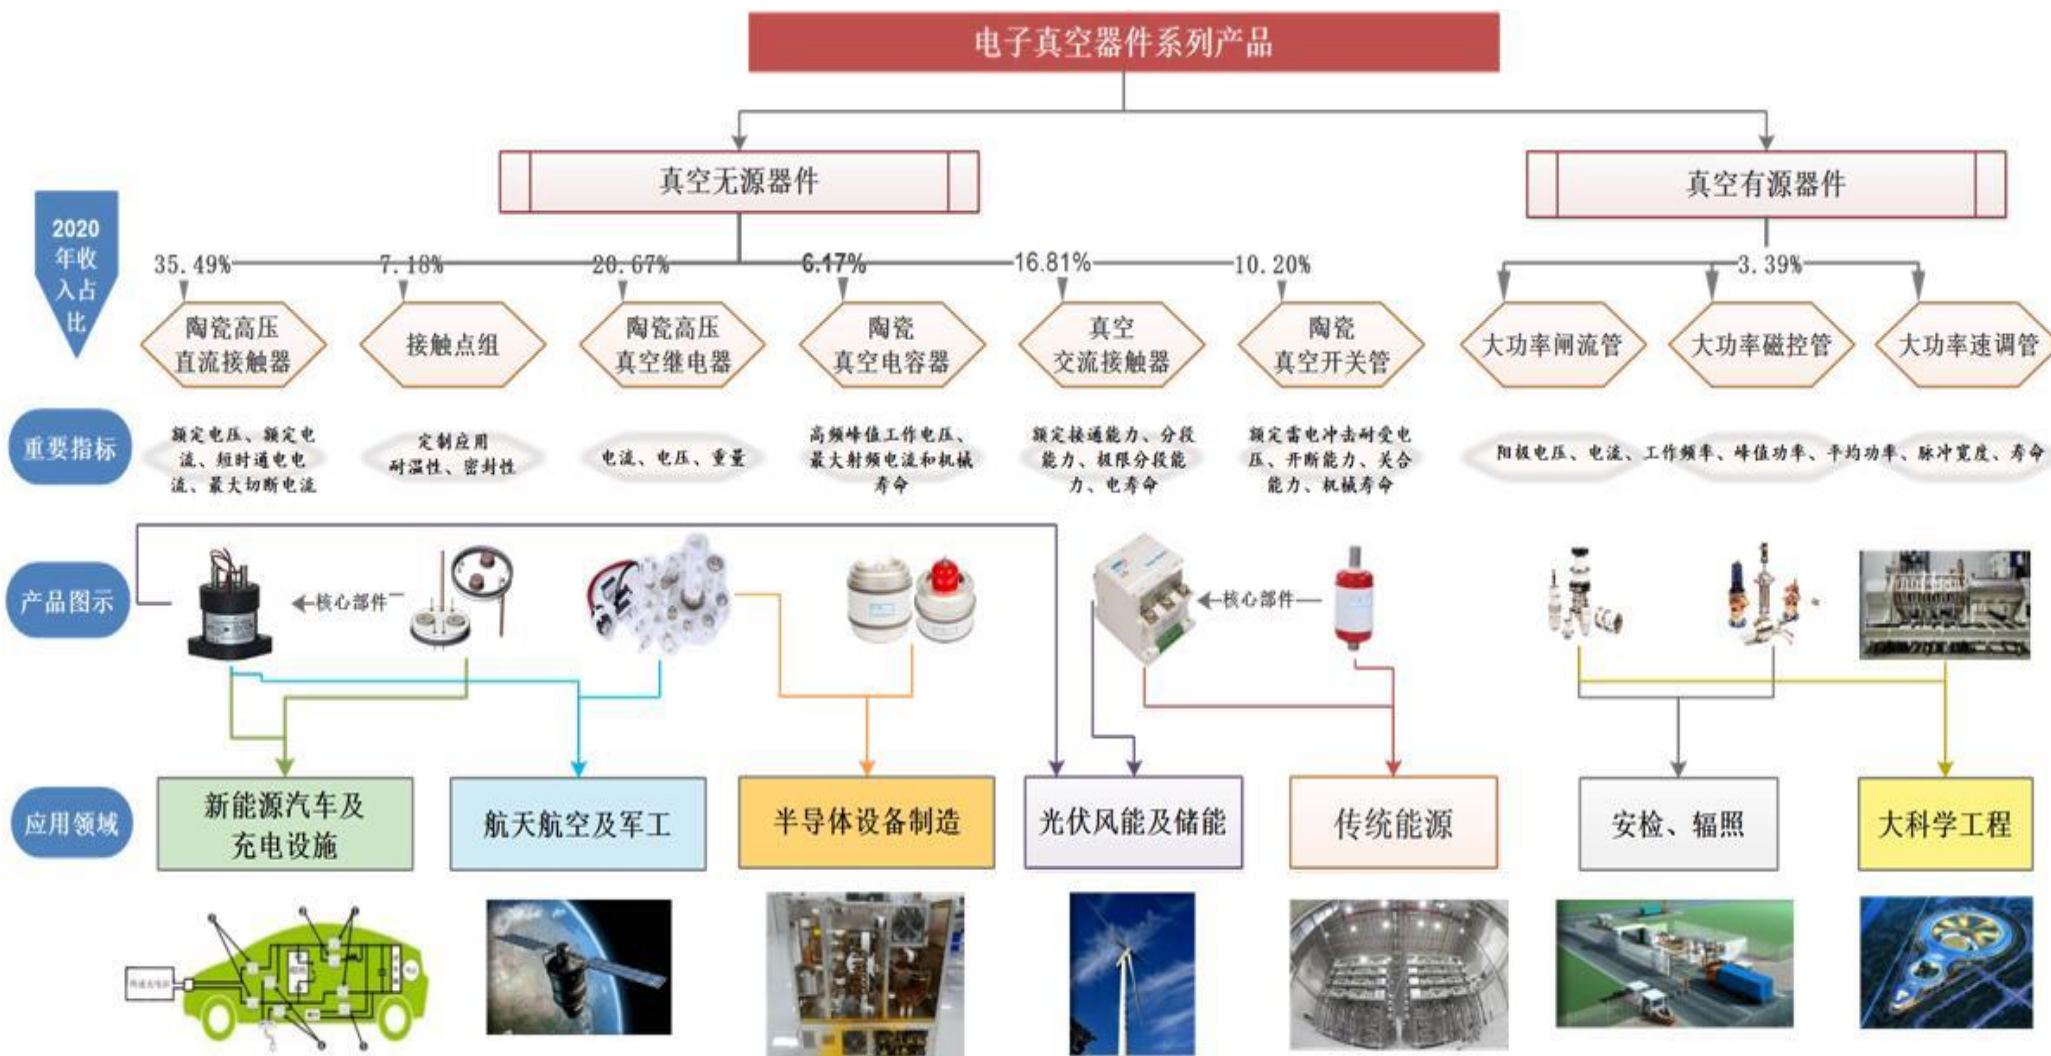 电子真空器件系列产品
真空无源器件
真空有源器件
2020
年收
入占
比
35.49%
7.18%
20.67%
6.17%
16.81%
10.20%
3.39%
陶瓷高压
直流接触器
接触点组
陶瓷高压
真空继电器
陶瓷
真空电容器
真空
交流接触器
陶瓷
真空开关管
大功率闸流管
大功率磁控管
大功率速调管
重要指标
额定电压、额定电
流、短时通电电
流、最大切断电流
定制应用
耐温性、密封性
电流、电压、重量
高频峰值工作电压、
最大射频电流和机械
寿命
额定接通能力、分段
能力、极限分段能
力、电寿命
额定雷电冲击耐受电
压、开断能力、关合
能力、机械寿命
阳极电压、电流、工作频率、峰值功率、平均功率、脉冲宽度、寿命
产品图示
核心部件
核心部件
应用领域
新能源汽车及
充电设施
航天航空及军工
半导体设备制造
光伏风能及储能
传统能源
安检、辐照
大科学工程